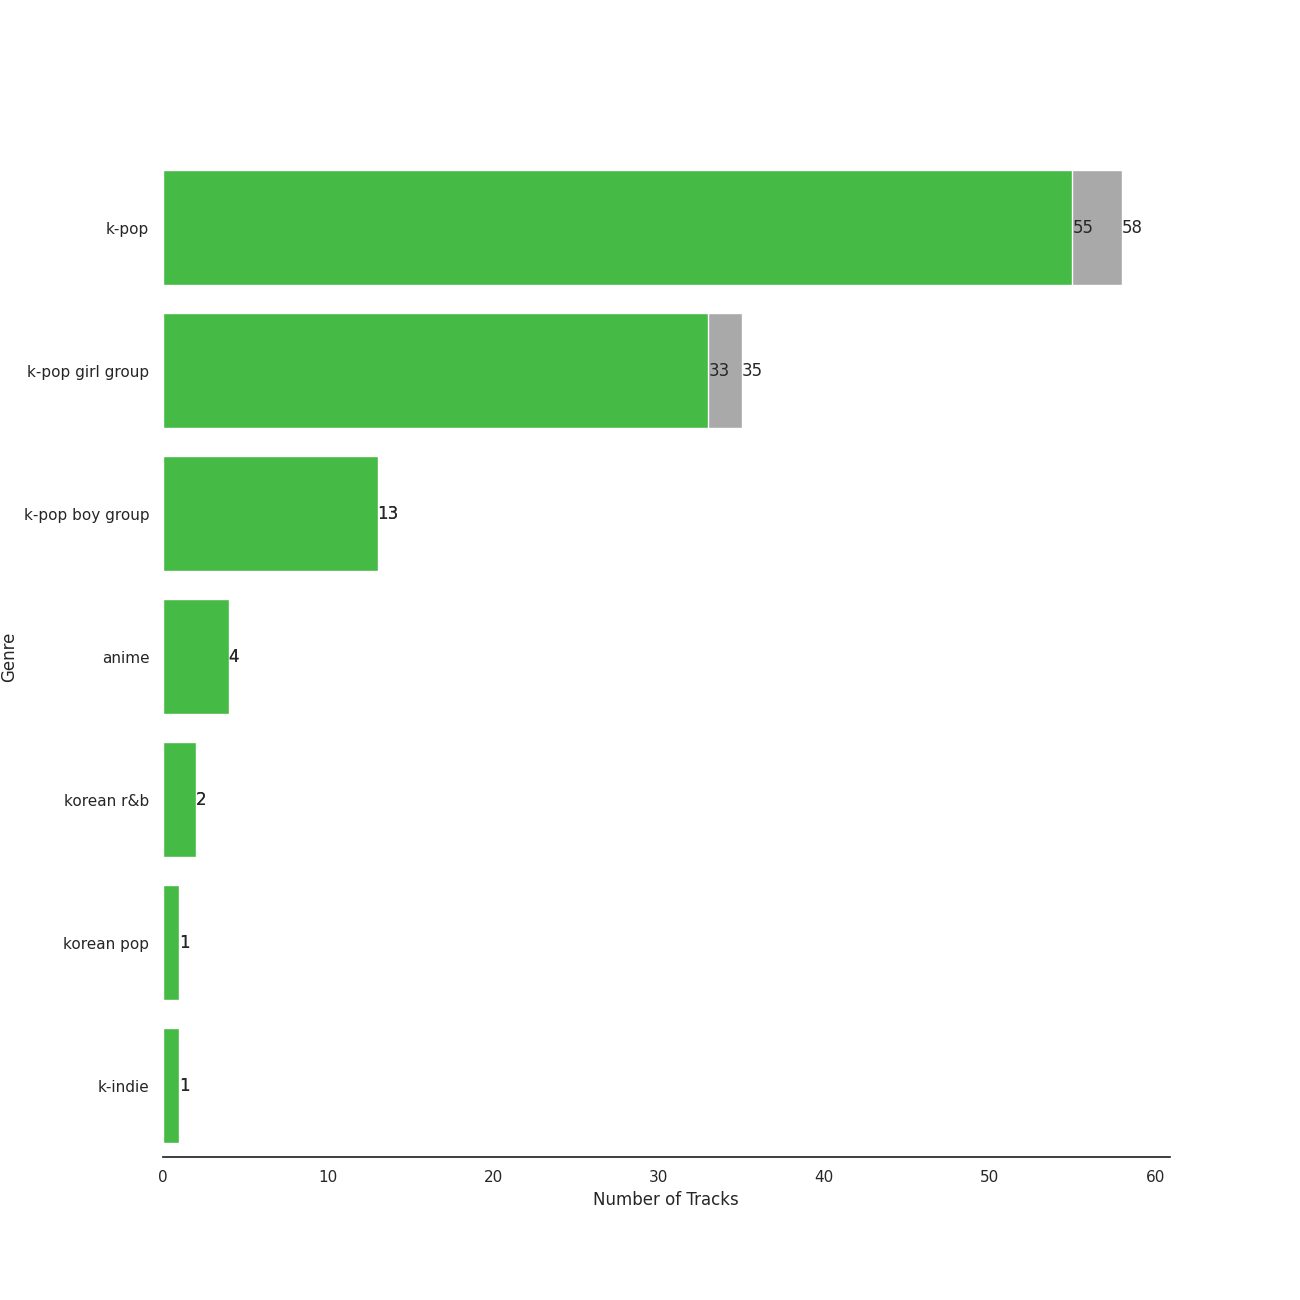 k-pop 55 58
k-pop girl group 33 35
k-pop boy group 13
anime 4
Genre
korean r&b 2
korean pop 1
k-indie 1
0 10 20 30 40 50 60
Number of Tracks